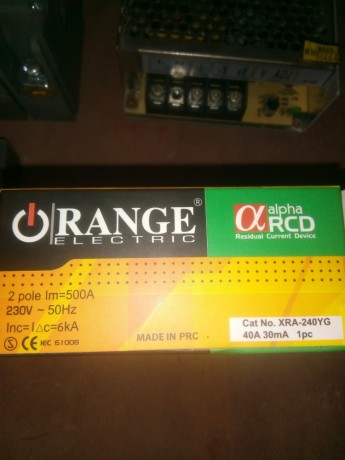 ORANGE®
ELECTRIC
α alpha
RCD
Residual Current Device
2 pole Im=500A
230V ~ 50Hz
Inc=I△c=6kA
IEC 61008
MADE IN PRC
Cat No. XRA-240YG
40A 30mA 1pc